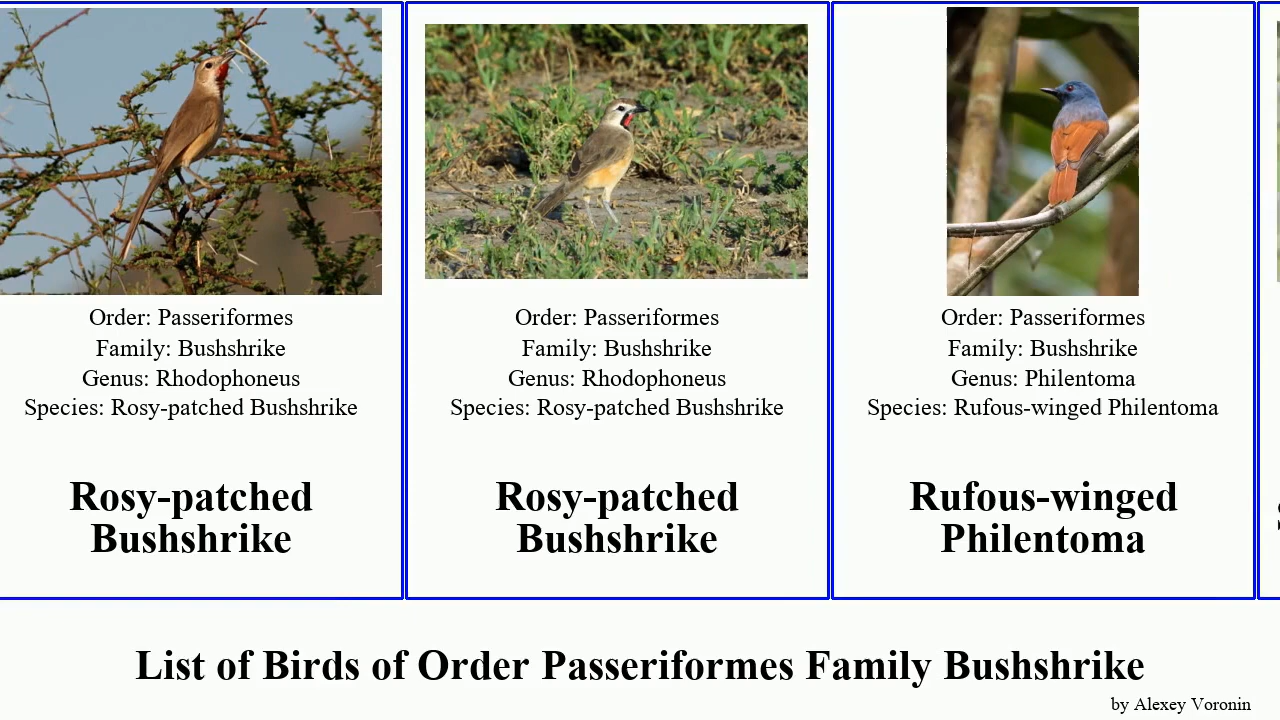 Order: Passeriformes
Family: Bushshrike
Genus: Rhodophoneus
Species: Rosy-patched Bushshrike
Rosy-patched
Bushshrike
Order: Passeriformes
Family: Bushshrike
Genus: Rhodophoneus
Species: Rosy-patched Bushshrike
Rosy-patched
Bushshrike
Order: Passeriformes
Family: Bushshrike
Genus: Philentoma
Species: Rufous-winged Philentoma
Rufous-winged
Philentoma
List of Birds of Order Passeriformes Family Bushshrike
by Alexey Voronin